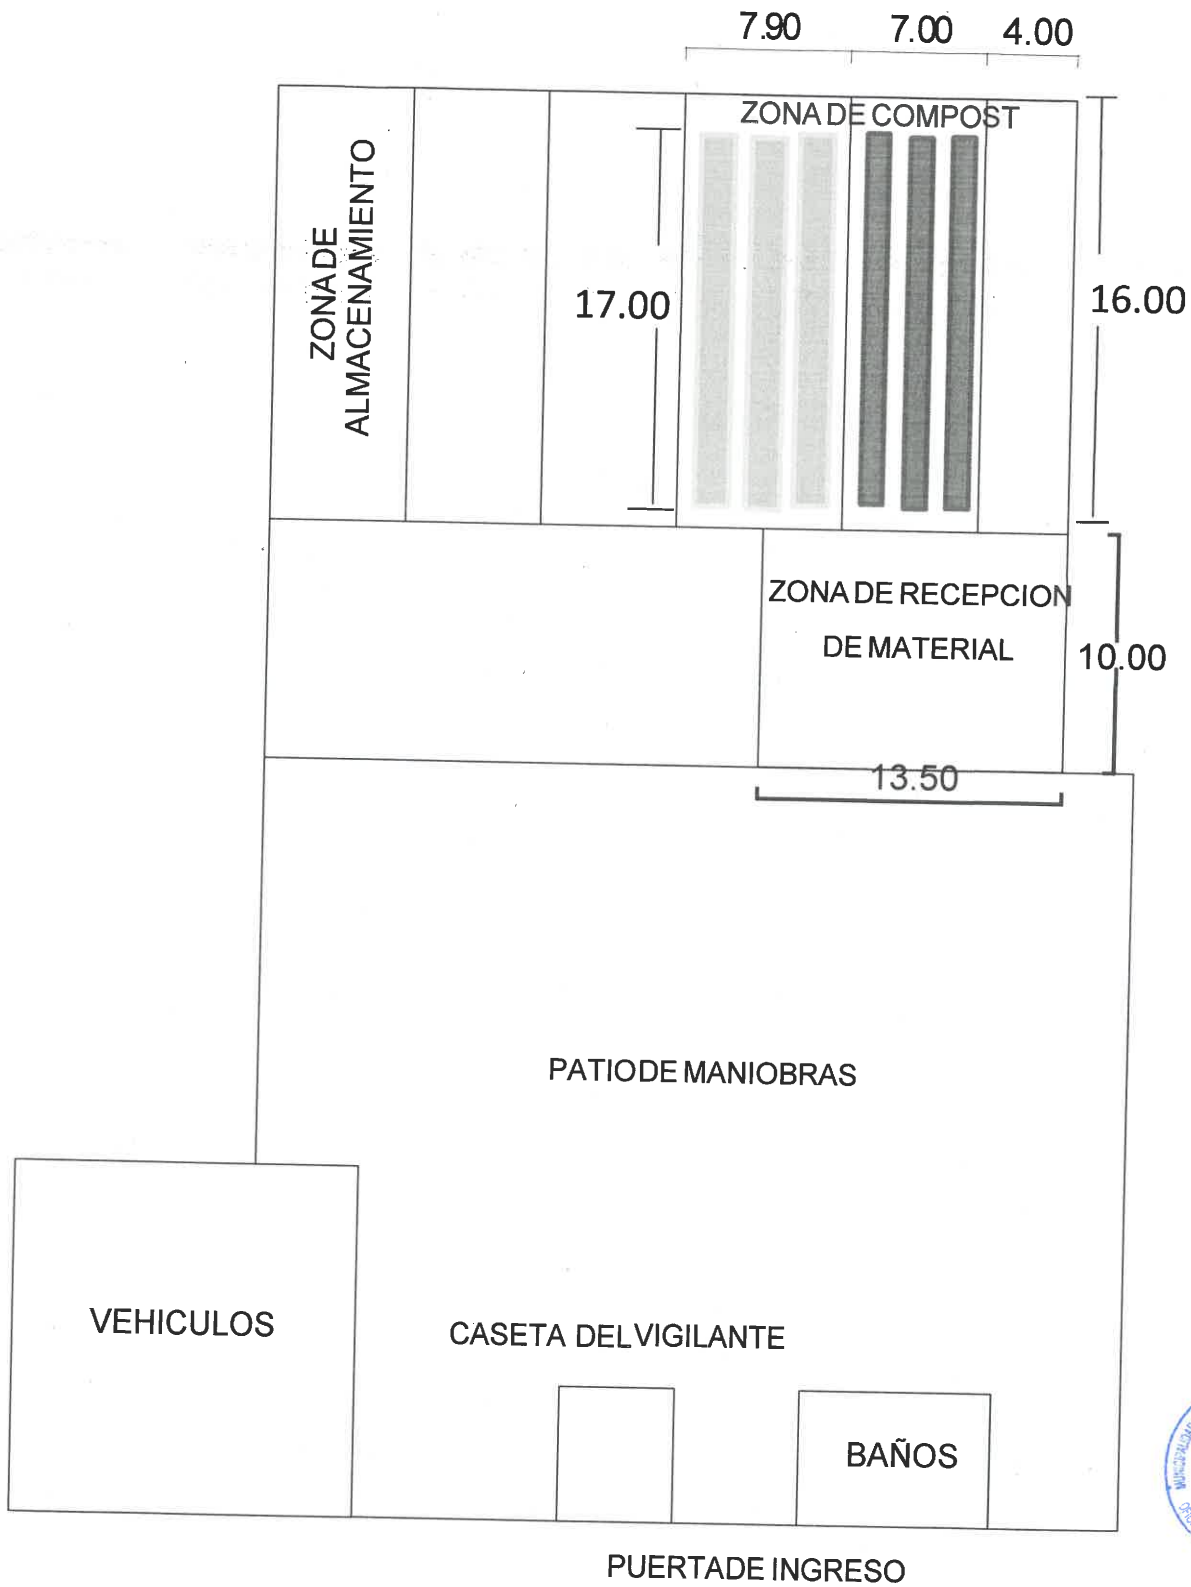 7.90 7.00 4.00
ZONA DE COMPOST
ZONA DE
ALMACENAMIENTO
17.00
16.00
ZONA DE RECEPCION
DE MATERIAL
10.00
13.50
PATIO DE MANIOBRAS
VEHICULOS
CASETA DEL VIGILANTE
BAÑOS
PUERTA DE INGRESO